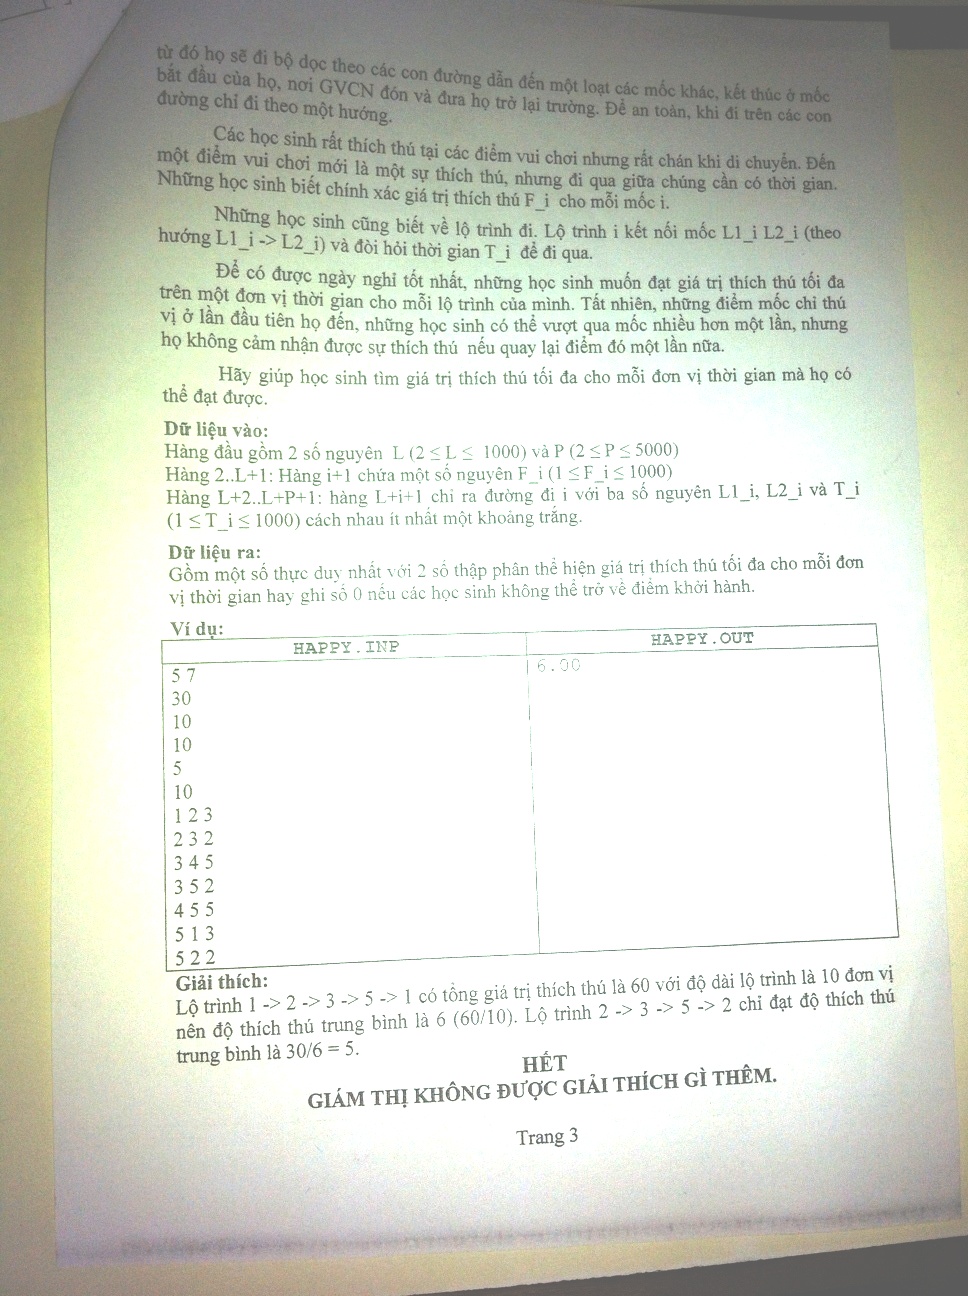 từ đó họ sẽ đi bộ dọc theo các con đường dẫn đến một loạt các mốc khác, kết thúc ở mốc
bắt đầu của họ, nơi GVCN đón và đưa họ trở lại trường. Để an toàn, khi đi trên các con
đường chỉ đi theo một hướng.
Các học sinh rất thích thú tại các điểm vui chơi nhưng rất chán khi di chuyển. Đến
một điểm vui chơi mới là một sự thích thú, nhưng đi qua giữa chúng cần có thời gian.
Những học sinh biết chính xác giá trị thích thú F_i cho mỗi mốc i.
Những học sinh cũng biết về lộ trình đi. Lộ trình i kết nối mốc L1_i L2_i (theo
hướng L1_i -> L2_i) và đòi hỏi thời gian T_i để đi qua.
Để có được ngày nghỉ tốt nhất, những học sinh muốn đạt giá trị thích thú tối đa
trên một đơn vị thời gian cho mỗi lộ trình của mình. Tất nhiên, những điểm mốc chỉ thú
vị ở lần đầu tiên họ đến, những học sinh có thể vượt qua mốc nhiều hơn một lần, nhưng
họ không cảm nhận được sự thích thú nếu quay lại điểm đó một lần nữa.
Hãy giúp học sinh tìm giá trị thích thú tối đa cho mỗi đơn vị thời gian mà họ có
thể đạt được.
Dữ liệu vào:
Hàng đầu gồm 2 số nguyên L (2 ≤ L ≤ 1000) và P (2 ≤ P ≤ 5000)
Hàng 2..L+1: Hàng i+1 chứa một số nguyên F_i (1 ≤ F_i ≤ 1000)
Hàng L+2..L+P+1: hàng L+i+1 chỉ ra đường đi i với ba số nguyên L1_i, L2_i và T_i
(1 ≤ T_i ≤ 1000) cách nhau ít nhất một khoảng trắng.
Dữ liệu ra:
Gồm một số thực duy nhất với 2 số thập phân thể hiện giá trị thích thú tối đa cho mỗi đơn
vị thời gian hay ghi số 0 nếu các học sinh không thể trở về điểm khởi hành.
Ví dụ:
HAPPY.INP HAPPY.OUT
5 7 6.00
30
10
10
5
10
1 2 3
2 3 2
3 4 5
3 5 2
4 5 5
5 1 3
5 2 2
Giải thích:
Lộ trình 1 -> 2 -> 3 -> 5 -> 1 có tổng giá trị thích thú là 60 với độ dài lộ trình là 10 đơn vị
nên độ thích thú trung bình là 6 (60/10). Lộ trình 2 -> 3 -> 5 -> 2 chỉ đạt độ thích thú
trung bình là 30/6 = 5.
HẾT
GIÁM THỊ KHÔNG ĐƯỢC GIẢI THÍCH GÌ THÊM.
Trang 3